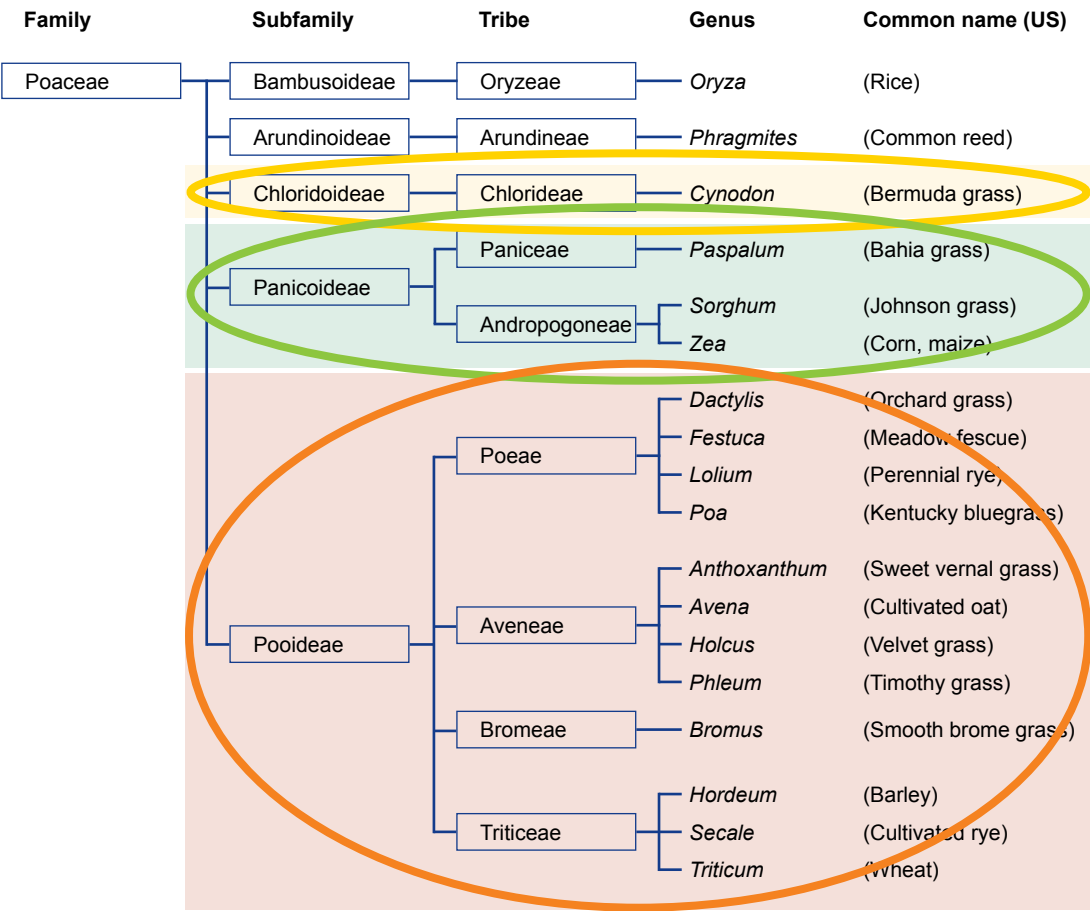 Family Subfamily Tribe Genus Common name (US)
Poaceae Bambusoideae Oryzeae Oryza (Rice)
Arundinoideae Arundineae Phragmites (Common reed)
Chloridoideae Chlorideae Cynodon (Bermuda grass)
Paniceae Paspalum (Bahia grass)
Panicoideae
Sorghum (Johnson grass)
Andropogoneae
Zea (Corn, maize)
Dactylis (Orchard grass)
Festuca (Meadow fescue)
Poeae
Lolium (Perennial rye)
Poa (Kentucky bluegrass)
Anthoxanthum (Sweet vernal grass)
Avena (Cultivated oat)
Aveneae
Pooideae Holcus (Velvet grass)
Phleum (Timothy grass)
Bromeae Bromus (Smooth brome grass)
Hordeum (Barley)
Triticeae Secale (Cultivated rye)
Triticum (Wheat)